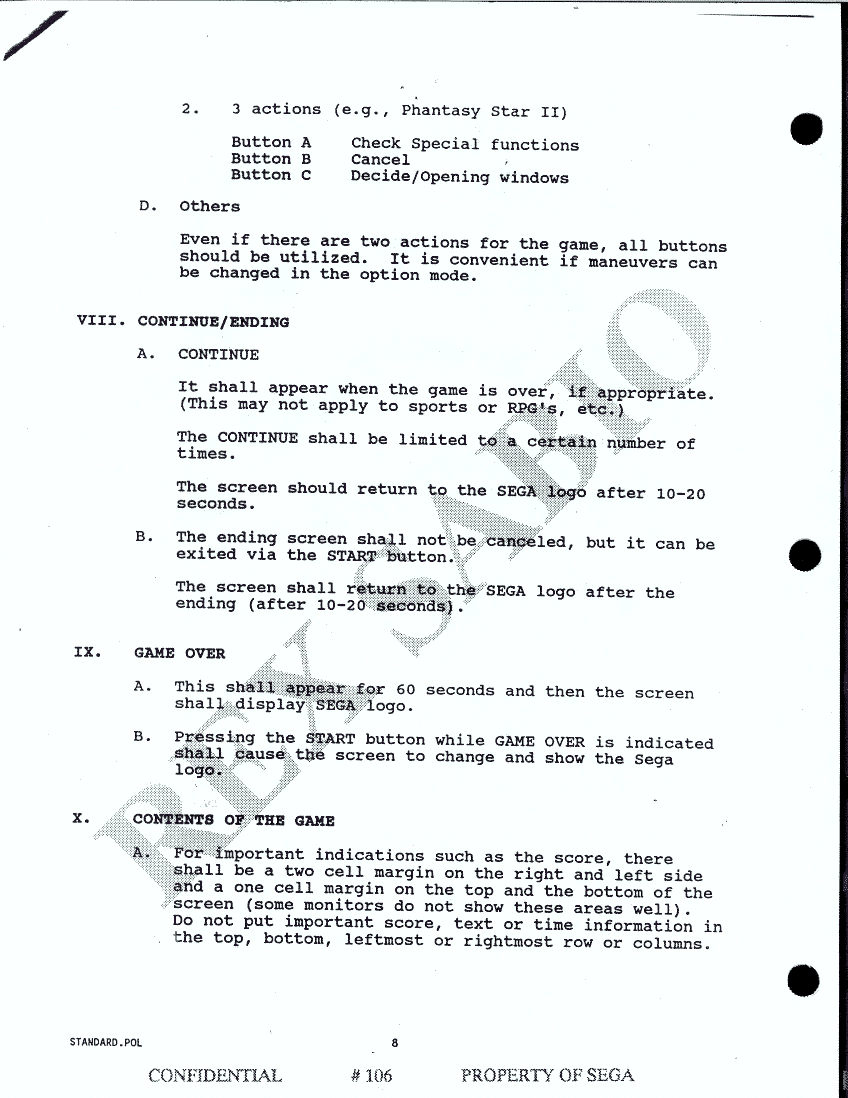 2. 3 actions (e.g., Phantasy Star II)
Button A Check Special functions
Button B Cancel
Button C Decide/Opening windows
D. Others
Even if there are two actions for the game, all buttons
should be utilized. It is convenient if maneuvers can
be changed in the option mode.
VIII. CONTINUE/ENDING
A. CONTINUE
It shall appear when the game is over, if appropriate.
(This may not apply to sports or RPG's, etc.)
The CONTINUE shall be limited to a certain number of
times.
The screen should return to the SEGA logo after 10-20
seconds.
B. The ending screen shall not be canceled, but it can be
exited via the START button.
The screen shall return to the SEGA logo after the
ending (after 10-20 seconds).
IX. GAME OVER
A. This shall appear for 60 seconds and then the screen
shall display SEGA logo.
B. Pressing the START button while GAME OVER is indicated
shall cause the screen to change and show the Sega
logo.
X. CONTENTS OF THE GAME
A. For important indications such as the score, there
shall be a two cell margin on the right and left side
and a one cell margin on the top and the bottom of the
screen (some monitors do not show these areas well).
Do not put important score, text or time information in
the top, bottom, leftmost or rightmost row or columns.
REX SABIO
STANDARD.POL 8
CONFIDENTIAL # 106 PROPERTY OF SEGA